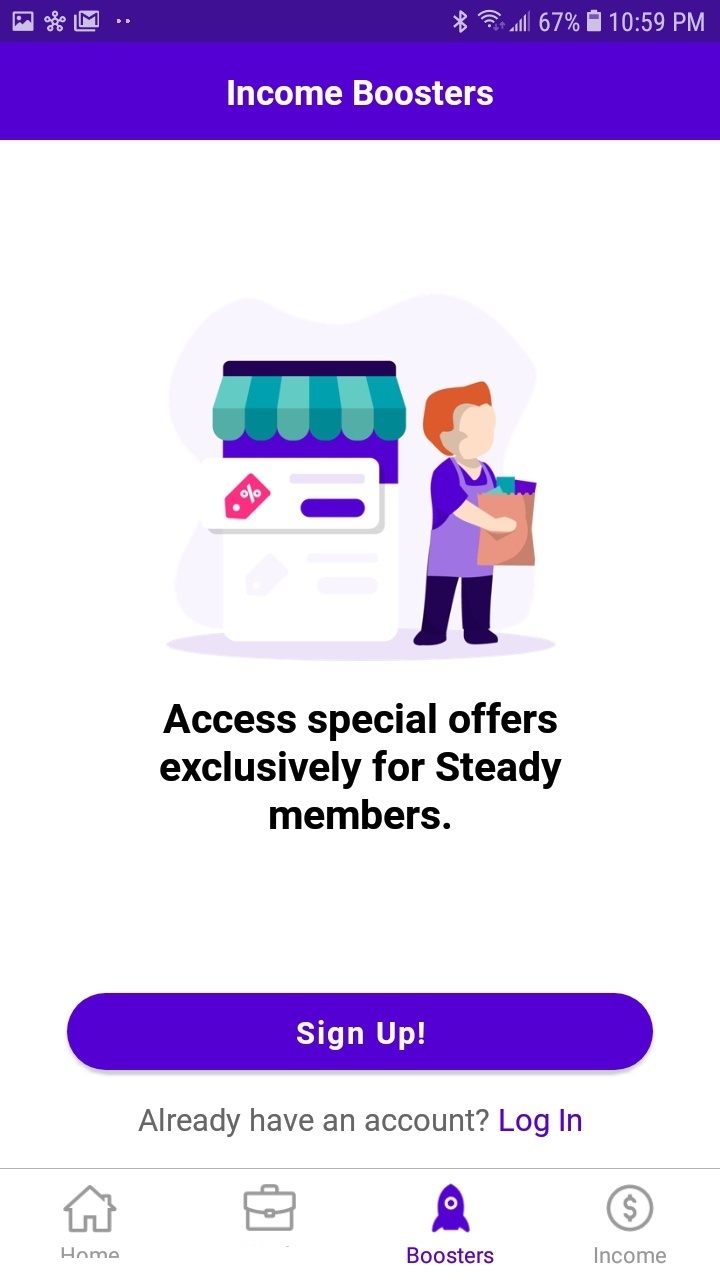 67% 10:59 PM
Income Boosters
%
Access special offers
exclusively for Steady
members.
Sign Up!
Already have an account? Log In
Home
Boosters
$
Income